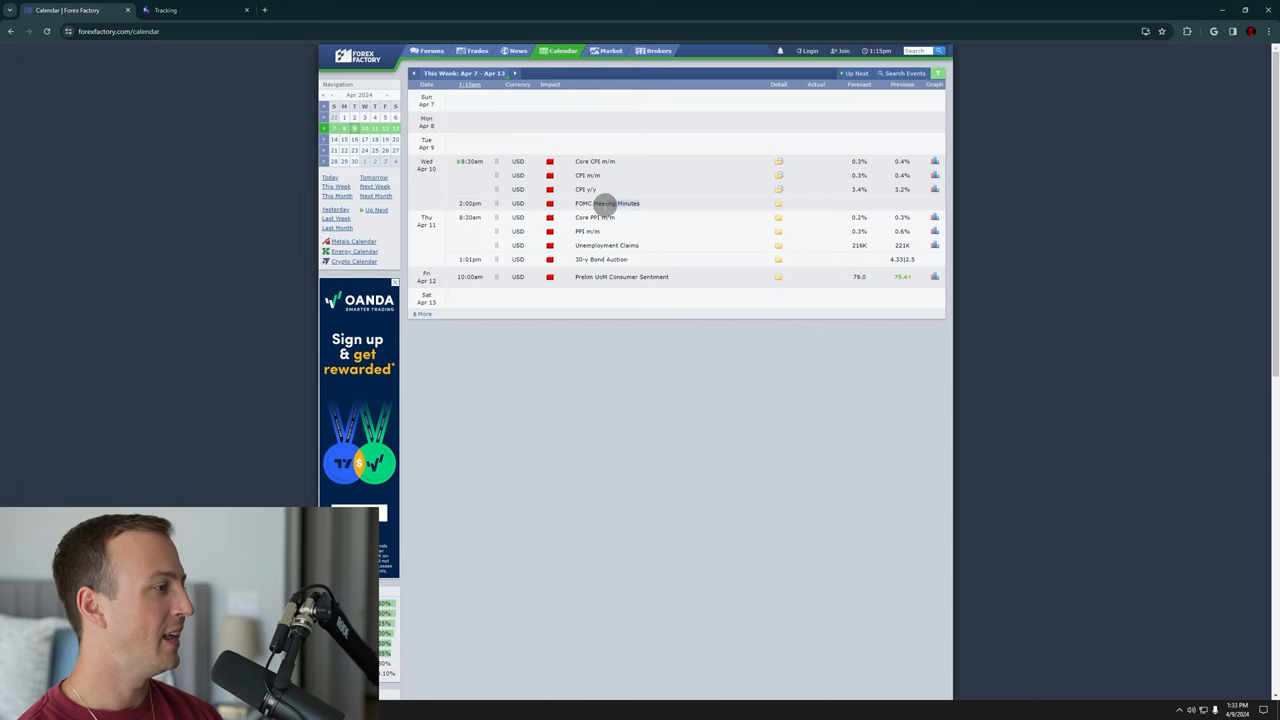 Calendar | Forex Factory
Tracking
forexfactory.com/calendar
FOREX FACTORY
Forums
Trades
News
Calendar
Market
Brokers
Login
Join
1:15pm
Search
Navigation
Apr 2024
S M T W T F S
31 1 2 3 4 5 6
7 8 9 10 11 12 13
14 15 16 17 18 19 20
21 22 23 24 25 26 27
28 29 30 1 2 3 4
Today Tomorrow
This Week Next Week
This Month Next Month
Yesterday Up Next
Last Week
Last Month
Metals Calendar
Energy Calendar
Crypto Calendar
OANDA
SMARTER TRADING
Sign up
& get
rewarded*
This Week: Apr 7 - Apr 13
Up Next
Search Events
Date 1:15pm Currency Impact Detail Actual Forecast Previous Graph
Sun
Apr 7
Mon
Apr 8
Tue
Apr 9
Wed
Apr 10
8:30am USD Core CPI m/m 0.3% 0.4%
USD CPI m/m 0.3% 0.4%
USD CPI y/y 3.4% 3.2%
2:00pm USD FOMC Meeting Minutes
Thu
Apr 11
8:30am USD Core PPI m/m 0.2% 0.3%
USD PPI m/m 0.3% 0.6%
USD Unemployment Claims 216K 221K
1:01pm USD 30-y Bond Auction 4.33|2.5
Fri
Apr 12
10:00am USD Prelim UoM Consumer Sentiment 79.0 79.4
Sat
Apr 13
More
1:33 PM
4/9/2024